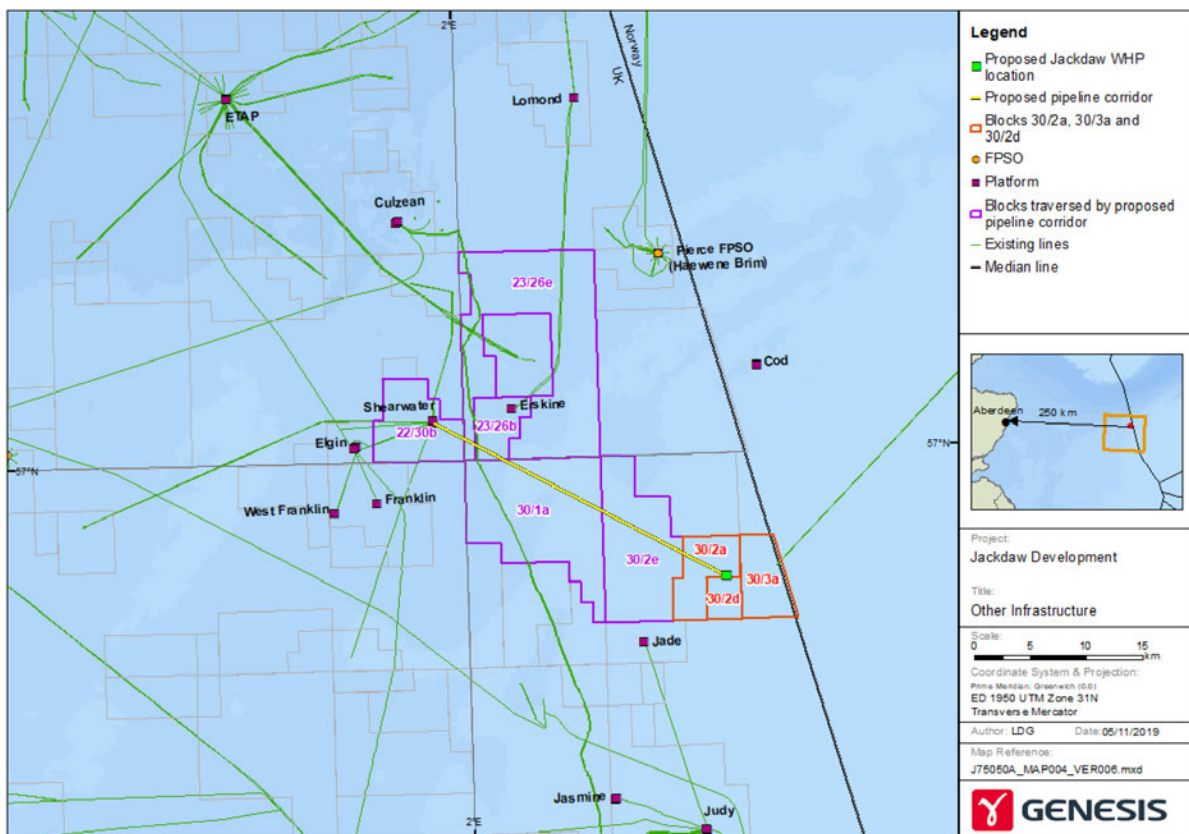 2°E
Norway
UK
Lomond
ETAP
Culzean
Pierce FPSO
(Haewene Brim)
23/26e
Cod
Shearwater
Erskine
22/30b
23/26b
Elgin
57°N
57°N
West Franklin
Franklin
30/1a
30/2e
30/2a
30/3a
30/2d
Jade
Jasmine
Judy
2°E
Legend
Proposed Jackdaw WHP
location
Proposed pipeline corridor
Blocks 30/2a, 30/3a and
30/2d
FPSO
Platform
Blocks traversed by proposed
pipeline corridor
Existing lines
Median line
Aberdeen
250 km
Project:
Jackdaw Development
Title:
Other Infrastructure
Scale:
0 5 10 15
km
Coordinate System & Projection:
Prime Meridian: Greenwich (0.0)
ED 1950 UTM Zone 31N
Transverse Mercator
Author: LDG Date:05/11/2019
Map Reference:
J75050A_MAP004_VER006.mxd
GENESIS